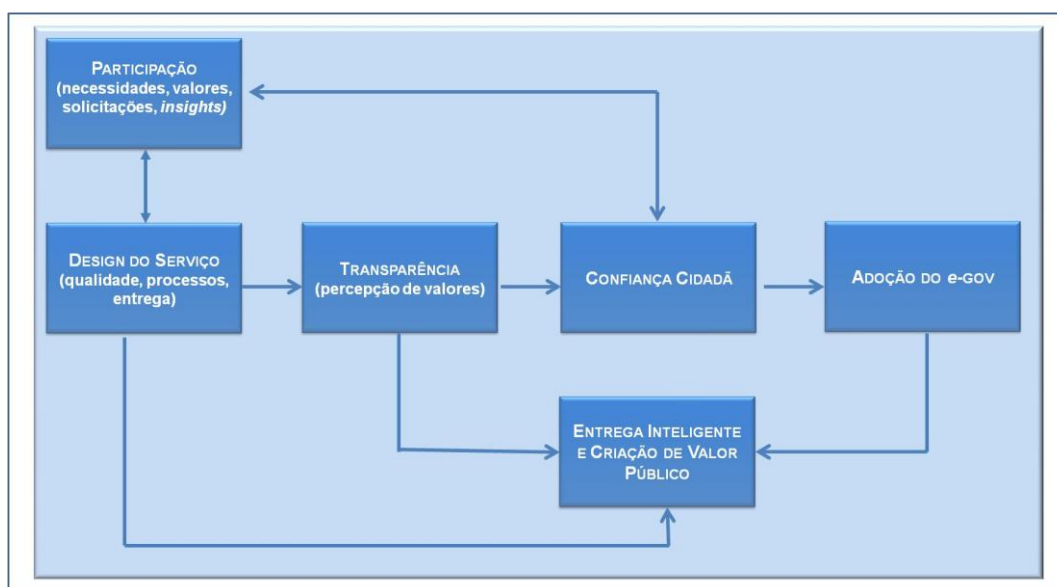 PARTICIPAÇÃO
(necessidades, valores,
solicitações, insights)
DESIGN DO SERVIÇO
(qualidade, processos,
entrega)
TRANSPARÊNCIA
(percepção de valores)
CONFIANÇA CIDADÃ
ADOÇÃO DO e-GOV
ENTREGA INTELIGENTE
E CRIAÇÃO DE VALOR
PÚBLICO